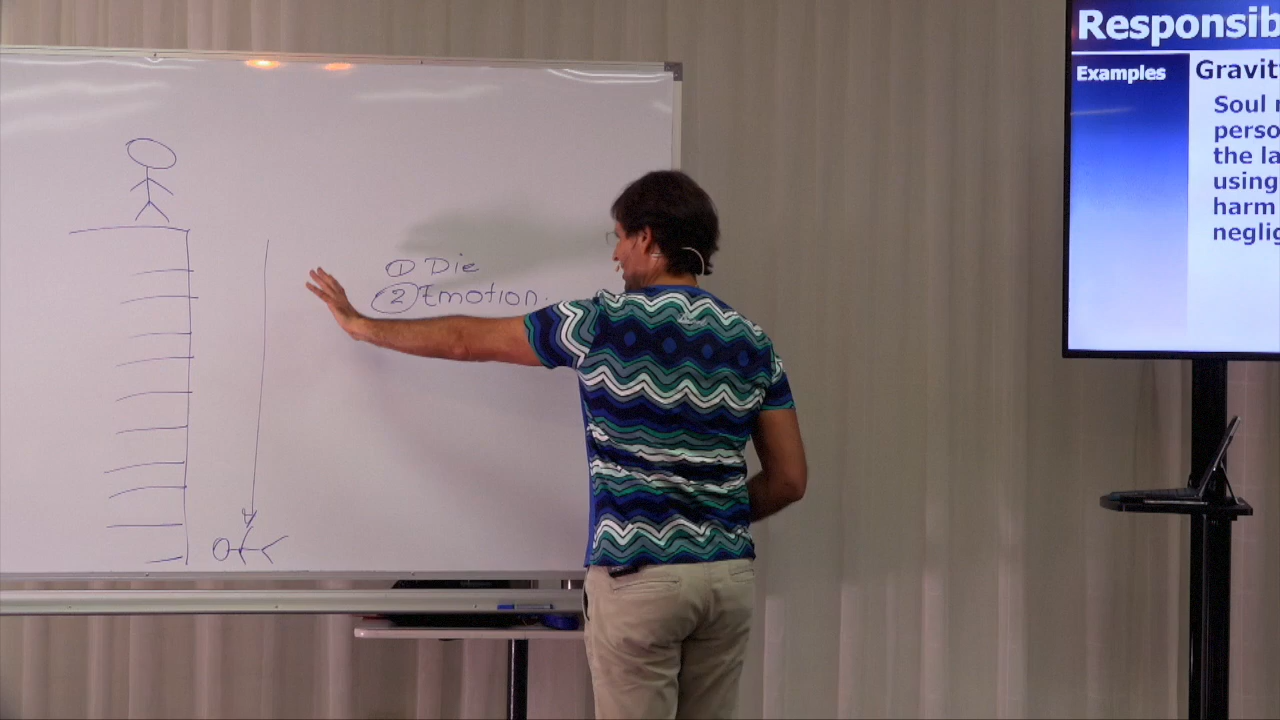 ① Die
② Emotion.
Responsib
Examples
Gravit
Soul
perso
the la
using
harm
neglig